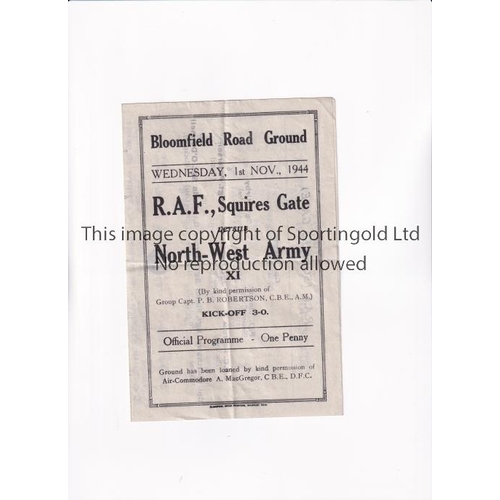 Bloomfield Road Ground
WEDNESDAY, 1st NOV., 1944
R.A.F., Squires Gate
This image copyright of Sportingold Ltd
North-West Army
No reproduction allowed
XI
(By kind permission of
Group Capt. P. B. ROBERTSON, C.B.E., A.M.)
KICK-OFF 3-0.
Official Programme - One Penny
Ground has been loaned by kind permission of
Air-Commodore A. MacGregor, C B E., D.F.C.